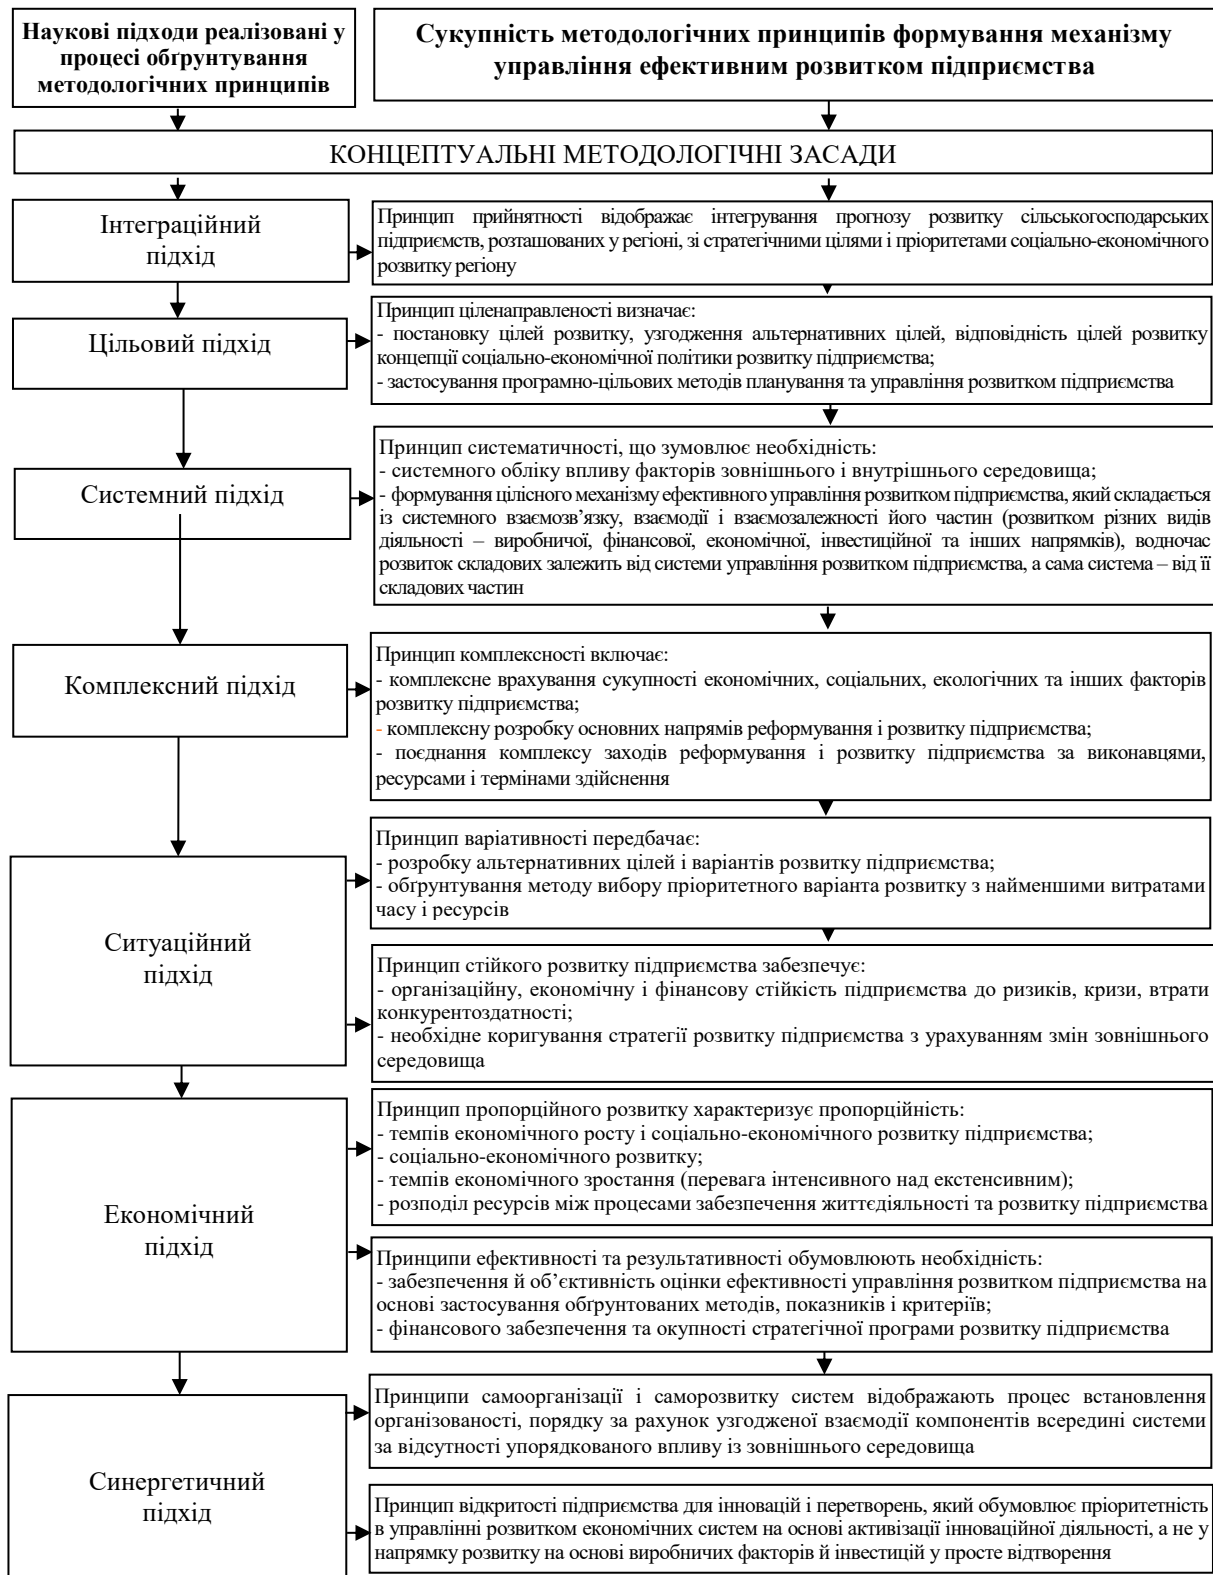 Наукові підходи реалізовані у
процесі обґрунтування
методологічних принципів
Сукупність методологічних принципів формування механізму
управління ефективним розвитком підприємства
КОНЦЕПТУАЛЬНІ МЕТОДОЛОГІЧНІ ЗАСАДИ
Інтеграційний
підхід
Принцип прийнятності відображає інтегрування прогнозу розвитку сільськогосподарських
підприємств, розташованих у регіоні, зі стратегічними цілями і пріоритетами соціально-економічного
розвитку регіону
Цільовий підхід
Принцип ціленаправленості визначає:
- постановку цілей розвитку, узгодження альтернативних цілей, відповідність цілей розвитку
концепції соціально-економічної політики розвитку підприємства;
- застосування програмно-цільових методів планування та управління розвитком підприємства
Системний підхід
Принцип систематичності, що зумовлює необхідність:
- системного обліку впливу факторів зовнішнього і внутрішнього середовища;
- формування цілісного механізму ефективного управління розвитком підприємства, який складається
із системного взаємозв’язку, взаємодії і взаємозалежності його частин (розвитком різних видів
діяльності – виробничої, фінансової, економічної, інвестиційної та інших напрямків), водночас
розвиток складових залежить від системи управління розвитком підприємства, а сама система – від її
складових частин
Комплексний підхід
Принцип комплексності включає:
- комплексне врахування сукупності економічних, соціальних, екологічних та інших факторів
розвитку підприємства;
- комплексну розробку основних напрямів реформування і розвитку підприємства;
- поєднання комплексу заходів реформування і розвитку підприємства за виконавцями,
ресурсами і термінами здійснення
Ситуаційний
підхід
Принцип варіативності передбачає:
- розробку альтернативних цілей і варіантів розвитку підприємства;
- обґрунтування методу вибору пріоритетного варіанта розвитку з найменшими витратами
часу і ресурсів
Принцип стійкого розвитку підприємства забезпечує:
- організаційну, економічну і фінансову стійкість підприємства до ризиків, кризи, втрати
конкурентоздатності;
- необхідне коригування стратегії розвитку підприємства з урахуванням змін зовнішнього
середовища
Економічний
підхід
Принцип пропорційного розвитку характеризує пропорційність:
- темпів економічного росту і соціально-економічного розвитку підприємства;
- соціально-економічного розвитку;
- темпів економічного зростання (перевага інтенсивного над екстенсивним);
- розподіл ресурсів між процесами забезпечення життєдіяльності та розвитку підприємства
Принципи ефективності та результативності обумовлюють необхідність:
- забезпечення й об’єктивність оцінки ефективності управління розвитком підприємства на
основі застосування обґрунтованих методів, показників і критеріїв;
- фінансового забезпечення та окупності стратегічної програми розвитку підприємства
Синергетичний
підхід
Принципи самоорганізації і саморозвитку систем відображають процес встановлення
організованості, порядку за рахунок узгодженої взаємодії компонентів всередині системи
за відсутності упорядкованого впливу із зовнішнього середовища
Принцип відкритості підприємства для інновацій і перетворень, який обумовлює пріоритетність
в управлінні розвитком економічних систем на основі активізації інноваційної діяльності, а не у
напрямку розвитку на основі виробничих факторів й інвестицій у просте відтворення